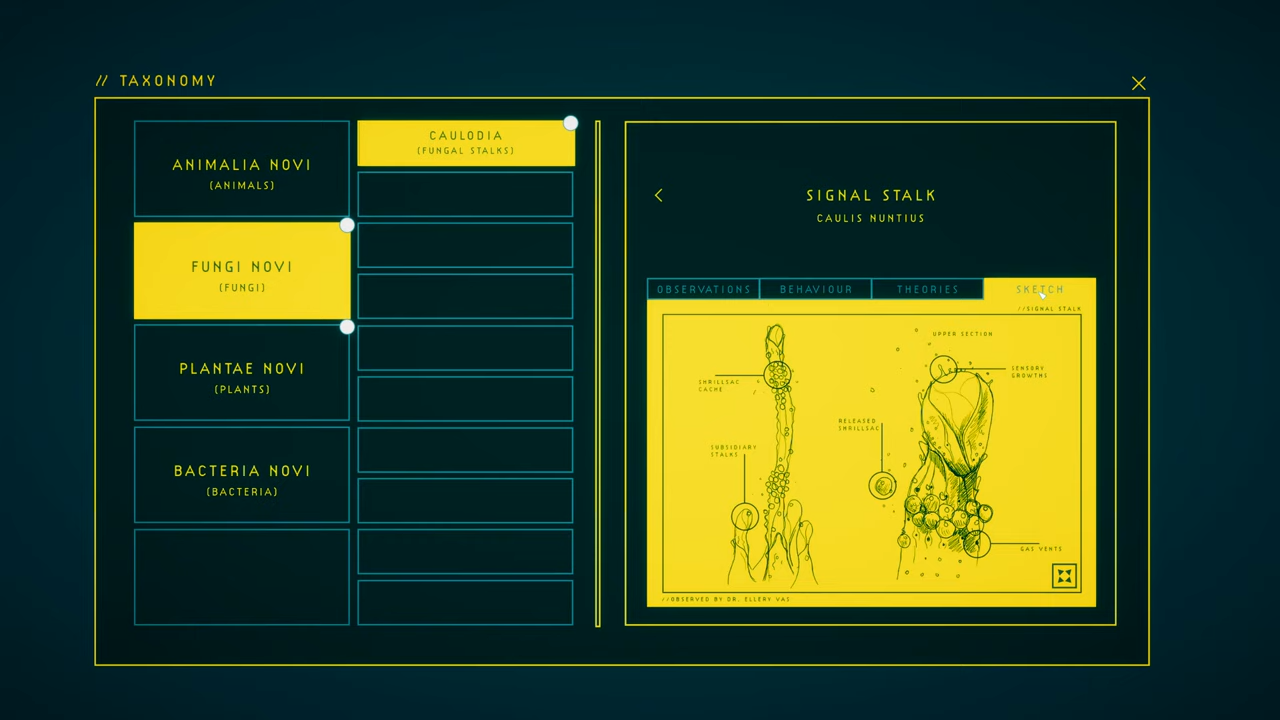 // TAXONOMY
ANIMALIA NOVI
(ANIMALS)
FUNGI NOVI
(FUNGI)
PLANTAE NOVI
(PLANTS)
BACTERIA NOVI
(BACTERIA)
CAULODIA
(FUNGAL STALKS)
SIGNAL STALK
CAULIS NUNTIUS
OBSERVATIONS
BEHAVIOUR
THEORIES
SKETCH
//SIGNAL STALK
UPPER SECTION
SHRILLSAC
CACHE
SENSORY
GROWTHS
RELEASED
SHRILLSAC
SUBSIDIARY
STALKS
GAS VENTS
//OBSERVED BY DR. ELLERY VAS